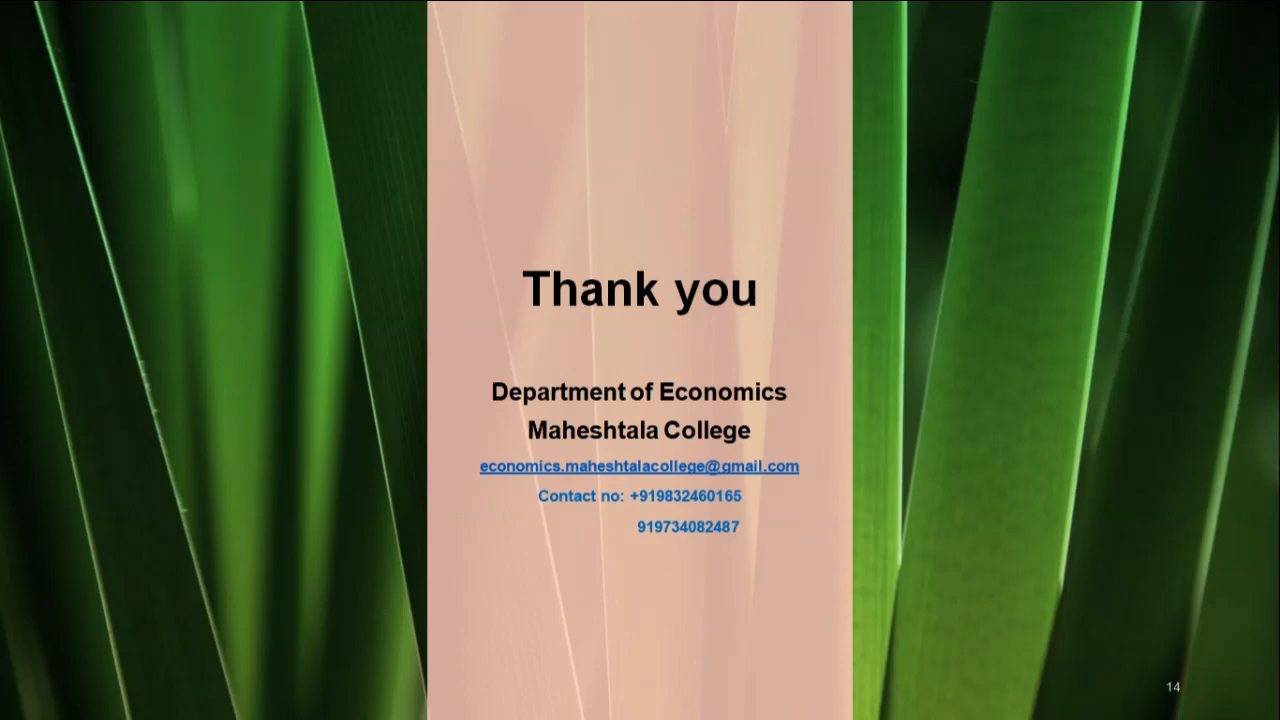 Thank you
Department of Economics
Maheshtala College
economics.maheshtalacollege@gmail.com
Contact no: +919832460165
919734082487
14